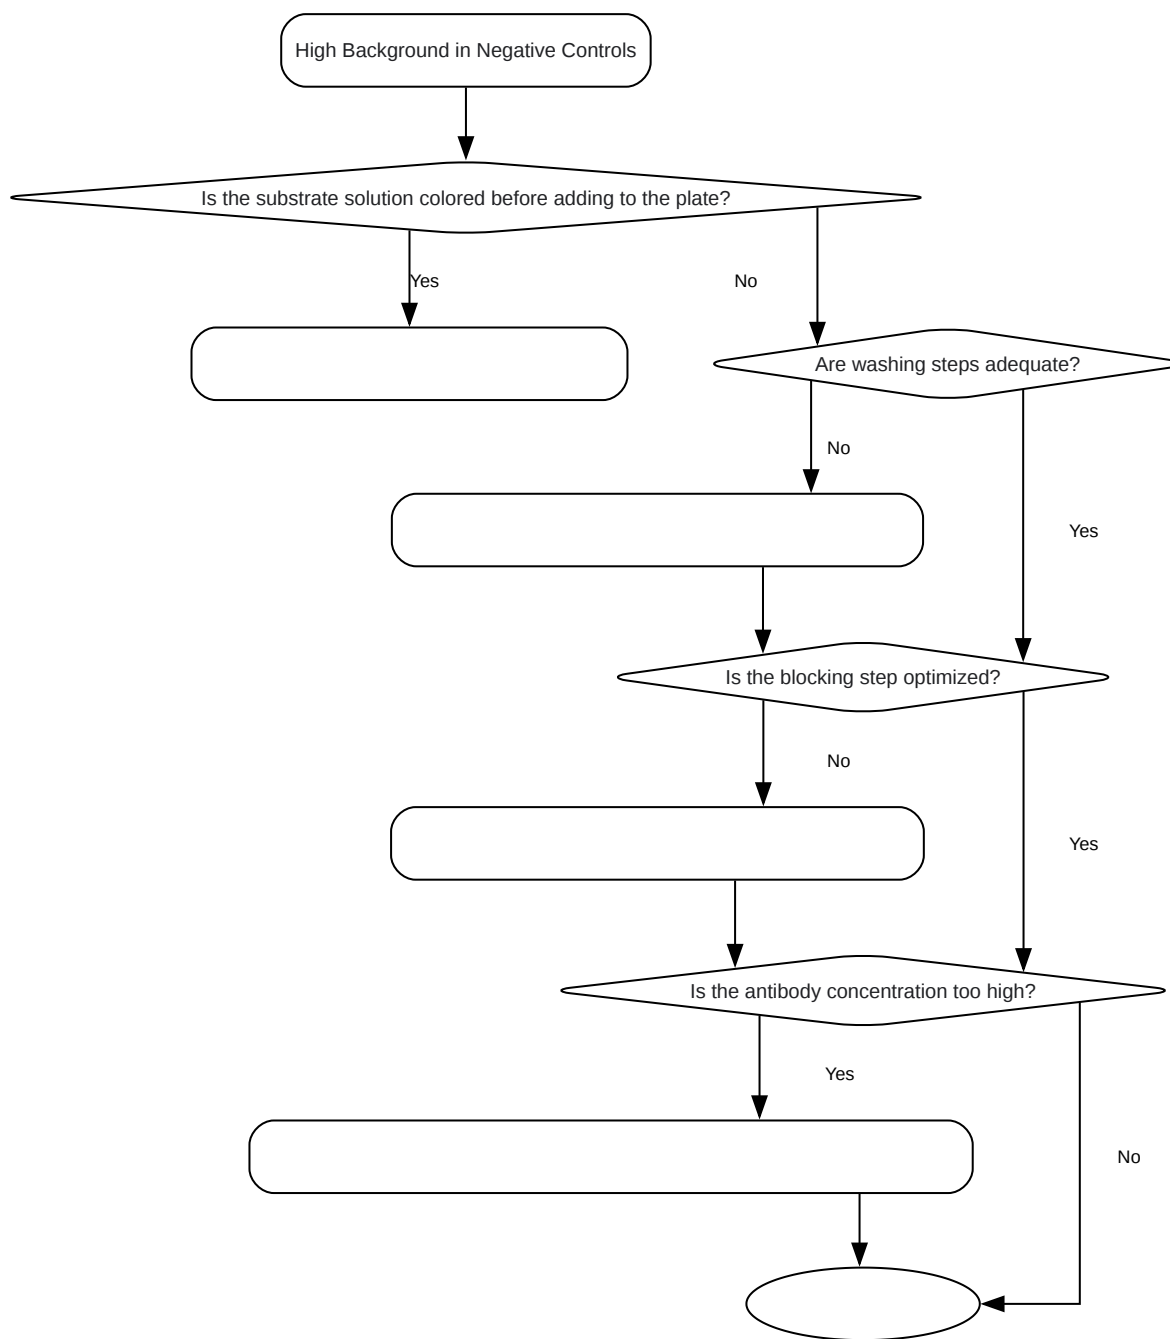 High Background in Negative Controls
Is the substrate solution colored before adding to the plate?
Yes
No
Are washing steps adequate?
No
Yes
Is the blocking step optimized?
No
Yes
Is the antibody concentration too high?
Yes
No